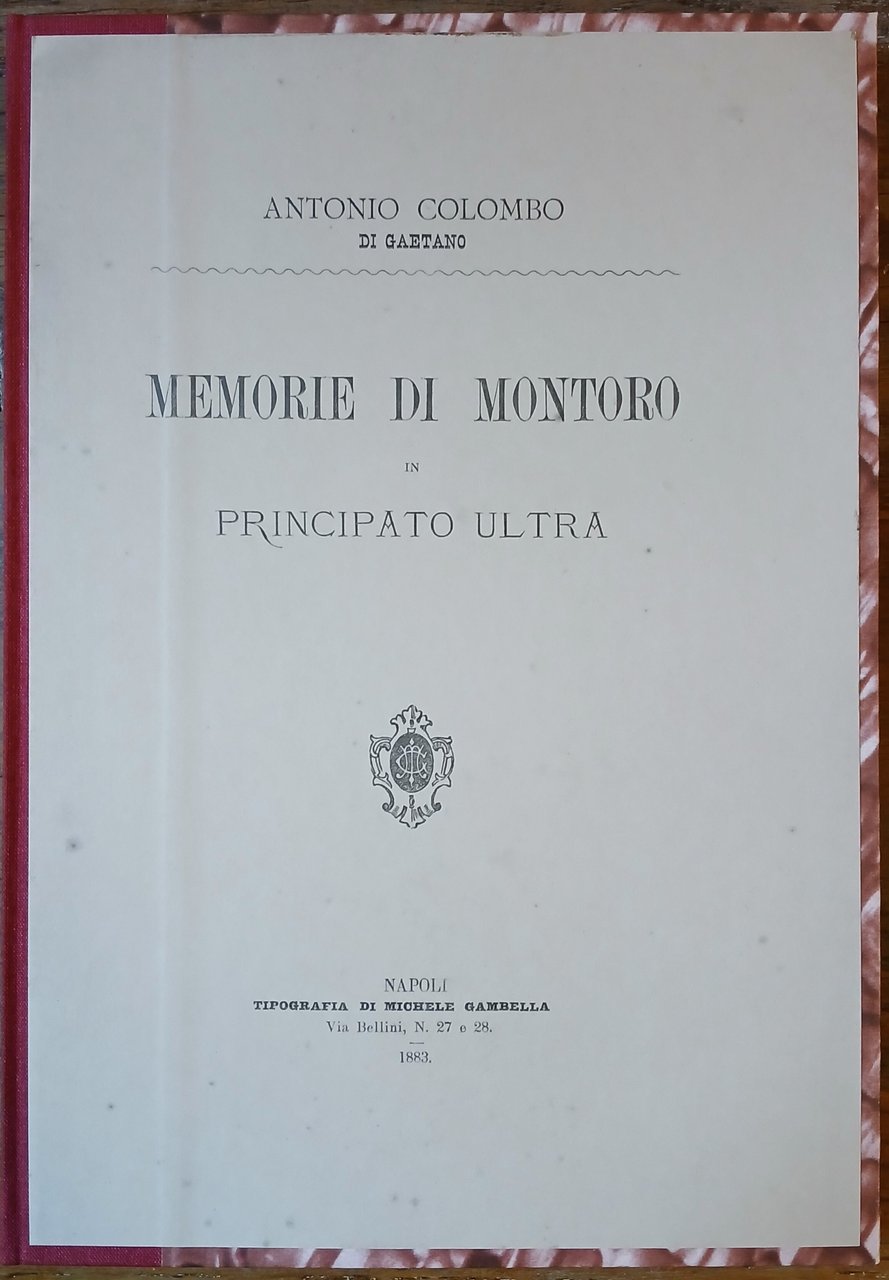 ANTONIO COLOMBO
DI GAETANO
MEMORIE DI MONTORO
IN
PRINCIPATO ULTRA
NAPOLI
TIPOGRAFIA DI MICHELE GAMBELLA
Via Bellini, N. 27 e 28.
1883.